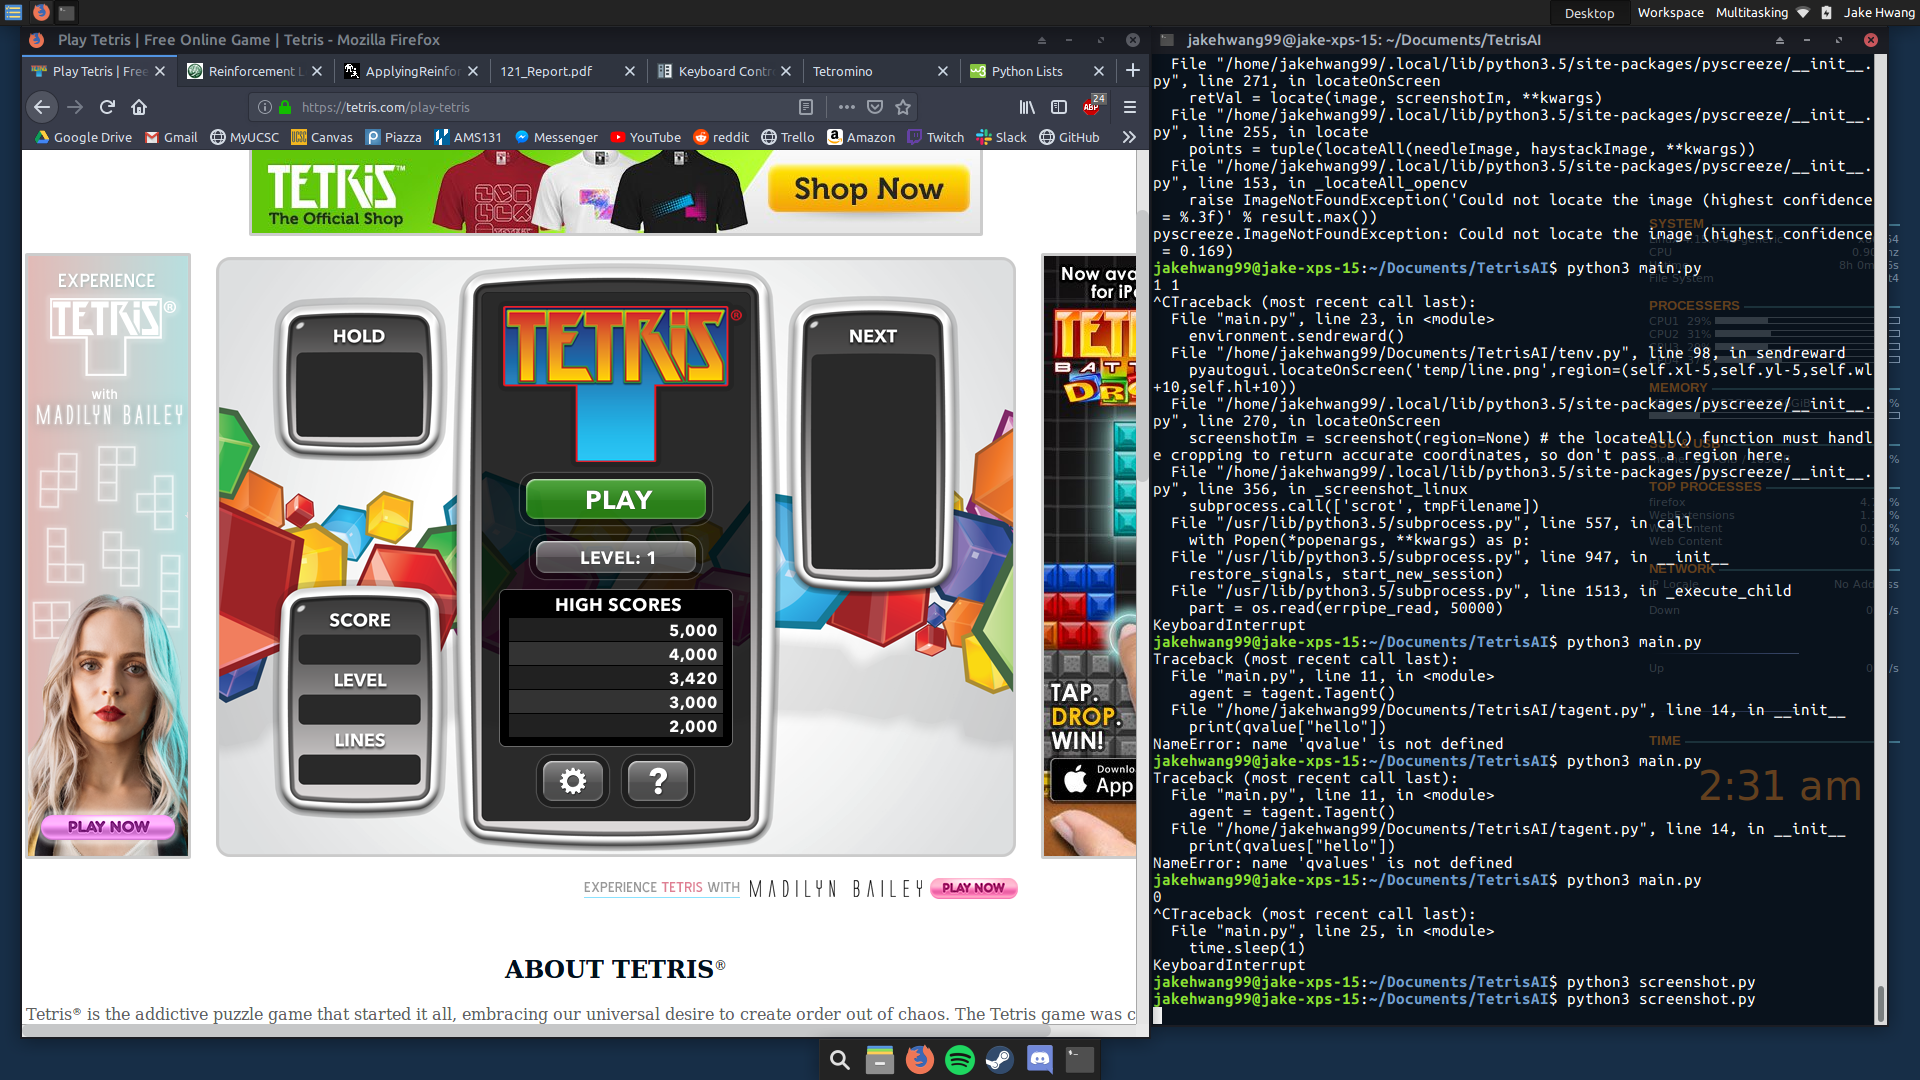 Desktop
Workspace
Multitasking
Jake Hwang
Play Tetris | Free Online Game | Tetris - Mozilla Firefox
Play Tetris | Free
Reinforcement L
ApplyingReinfor
121_Report.pdf
Keyboard Contr
Tetromino
Python Lists
https://tetris.com/play-tetris
24
ABP
Google Drive
Gmail
MyUCSC
Canvas
Piazza
AMS131
Messenger
YouTube
reddit
Trello
Amazon
Twitch
Slack
GitHub
TETRIS™
The Official Shop
Shop Now
EXPERIENCE
TETRIS®
with
MADILYN BAILEY
PLAY NOW
HOLD
TETRIS®
NEXT
PLAY
LEVEL: 1
HIGH SCORES
5,000
4,000
3,420
3,000
2,000
SCORE
LEVEL
LINES
?
Now ava
for iP
TAP.
DROP.
WIN!
Downlo
App
EXPERIENCE TETRIS WITH MADILYN BAILEY PLAY NOW
ABOUT TETRIS®
Tetris® is the addictive puzzle game that started it all, embracing our universal desire to create order out of chaos. The Tetris game was c
jakehwang99@jake-xps-15: ~/Documents/TetrisAI
File "/home/jakehwang99/.local/lib/python3.5/site-packages/pyscreeze/__init__.
py", line 271, in locateOnScreen
retVal = locate(image, screenshotIm, **kwargs)
File "/home/jakehwang99/.local/lib/python3.5/site-packages/pyscreeze/__init__.
py", line 255, in locate
points = tuple(locateAll(needleImage, haystackImage, **kwargs))
File "/home/jakehwang99/.local/lib/python3.5/site-packages/pyscreeze/__init__.
py", line 153, in _locateAll_opencv
raise ImageNotFoundException('Could not locate the image (highest confidence
= %.3f)' % result.max())
pyscreeze.ImageNotFoundException: Could not locate the image (highest confidence
= 0.169)
jakehwang99@jake-xps-15:~/Documents/TetrisAI$ python3 main.py
1 1
^CTraceback (most recent call last):
File "main.py", line 23, in <module>
environment.sendreward()
File "/home/jakehwang99/Documents/TetrisAI/tenv.py", line 98, in sendreward
pyautogui.locateOnScreen('temp/line.png',region=(self.xl-5,self.yl-5,self.wl
+10,self.hl+10))
File "/home/jakehwang99/.local/lib/python3.5/site-packages/pyscreeze/__init__.
py", line 270, in locateOnScreen
screenshotIm = screenshot(region=None) # the locateAll() function must handl
e cropping to return accurate coordinates, so don't pass a region here.
File "/home/jakehwang99/.local/lib/python3.5/site-packages/pyscreeze/__init__.
py", line 356, in _screenshot_linux
subprocess.call(['scrot', tmpFilename])
File "/usr/lib/python3.5/subprocess.py", line 557, in call
with Popen(*popenargs, **kwargs) as p:
File "/usr/lib/python3.5/subprocess.py", line 947, in __init__
restore_signals, start_new_session)
File "/usr/lib/python3.5/subprocess.py", line 1513, in _execute_child
part = os.read(errpipe_read, 50000)
KeyboardInterrupt
jakehwang99@jake-xps-15:~/Documents/TetrisAI$ python3 main.py
Traceback (most recent call last):
File "main.py", line 11, in <module>
agent = tagent.Tagent()
File "/home/jakehwang99/Documents/TetrisAI/tagent.py", line 14, in __init__
print(qvalue["hello"])
NameError: name 'qvalue' is not defined
jakehwang99@jake-xps-15:~/Documents/TetrisAI$ python3 main.py
Traceback (most recent call last):
File "main.py", line 11, in <module>
agent = tagent.Tagent()
File "/home/jakehwang99/Documents/TetrisAI/tagent.py", line 14, in __init__
print(qvalues["hello"])
NameError: name 'qvalues' is not defined
jakehwang99@jake-xps-15:~/Documents/TetrisAI$ python3 main.py
0
^CTraceback (most recent call last):
File "main.py", line 25, in <module>
time.sleep(1)
KeyboardInterrupt
jakehwang99@jake-xps-15:~/Documents/TetrisAI$ python3 screenshot.py
jakehwang99@jake-xps-15:~/Documents/TetrisAI$ python3 screenshot.py
SYSTEM
CPU
File System
PROCESSERS
CPU1 29%
CPU2 31%
MEMORY
TOP PROCESSES
firefox
WebExtensions
Web Content
Web Content
NETWORK
IP Locale
Down
Up
TIME
2:31 am